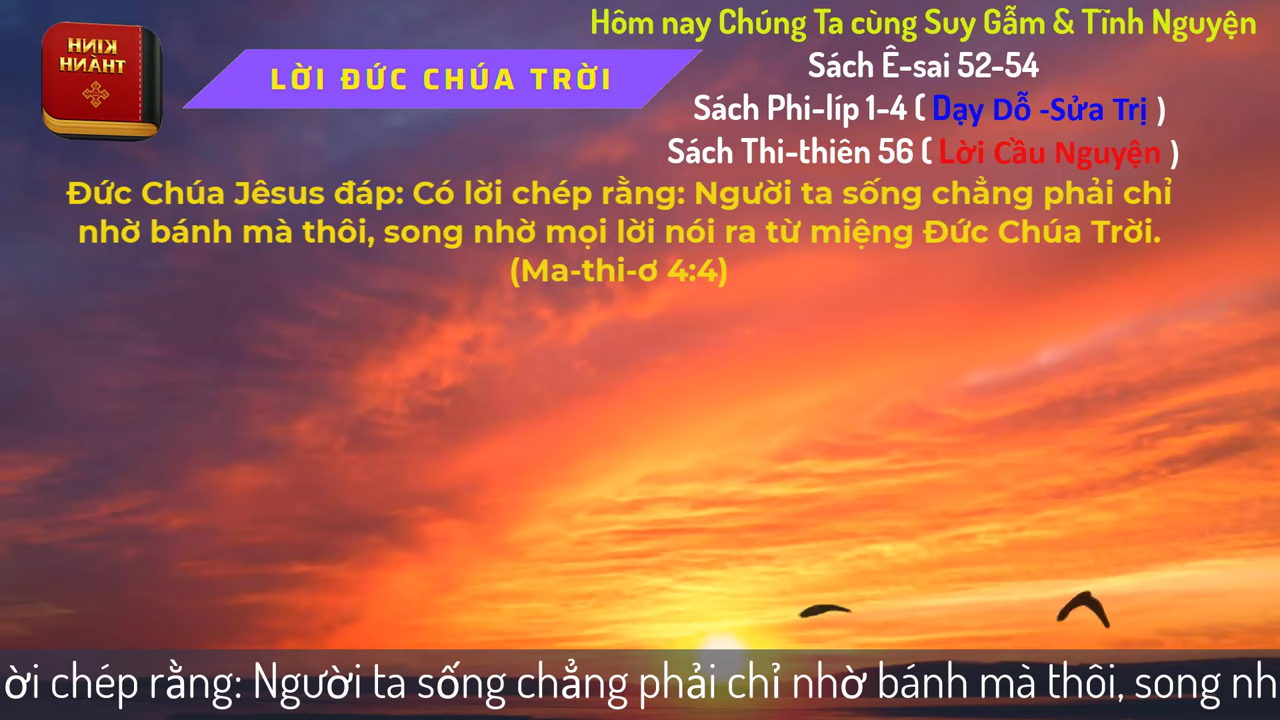 Hôm nay Chúng Ta cùng Suy Gẫm & Tĩnh Nguyện
KINH
THÁNH
LỜI ĐỨC CHÚA TRỜI
Sách Ê-sai 52-54
Sách Phi-líp 1-4 ( Dạy Dỗ -Sửa Trị )
Sách Thi-thiên 56 ( Lời Cầu Nguyện )
Đức Chúa Jêsus đáp: Có lời chép rằng: Người ta sống chẳng phải chỉ
nhờ bánh mà thôi, song nhờ mọi lời nói ra từ miệng Đức Chúa Trời.
(Ma-thi-ơ 4:4)
ời chép rằng: Người ta sống chẳng phải chỉ nhờ bánh mà thôi, song nh